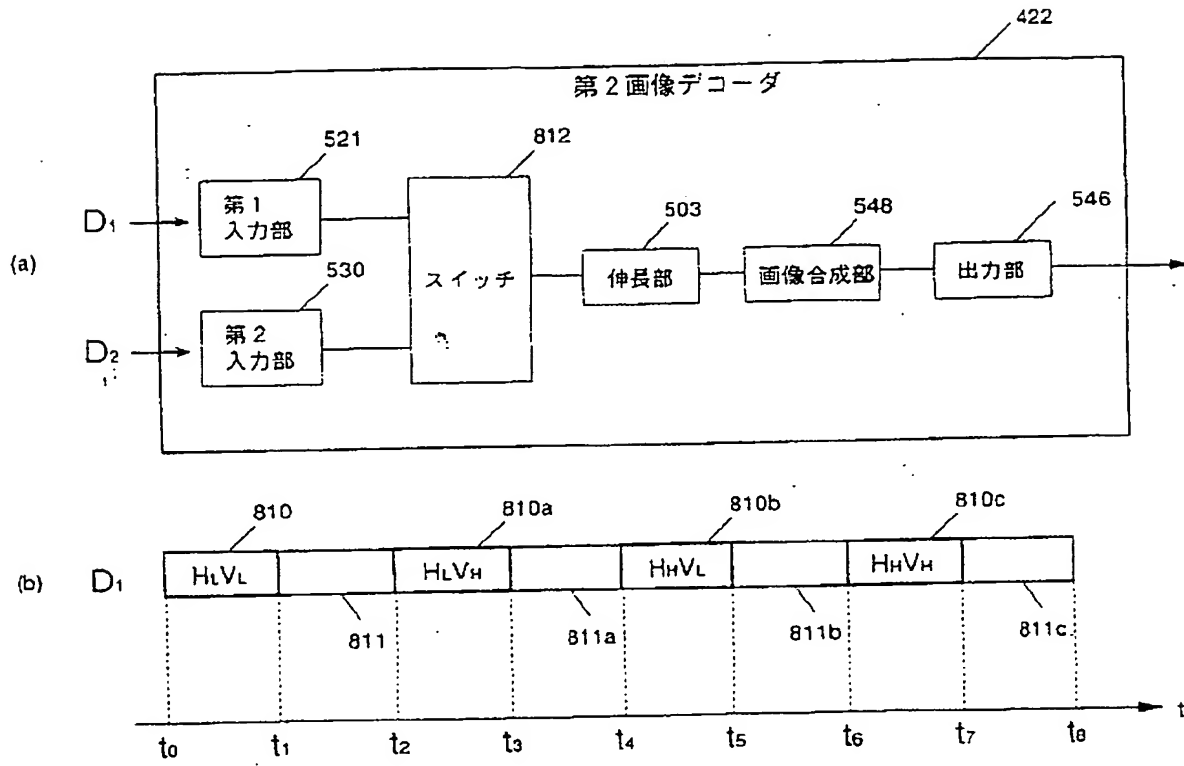 422
第2画像デコーダ
521
812
D₁
第1
入力部
503
548
546
(a)
530
スイッチ
伸長部
画像合成部
出力部
D₂
第2
入力部
810
810a
810b
810c
(b)
D₁
HLVL
HLVH
HHVL
HHVH
811
811a
811b
811c
t
t₀
t₁
t₂
t₃
t₄
t₅
t₆
t₇
t₈